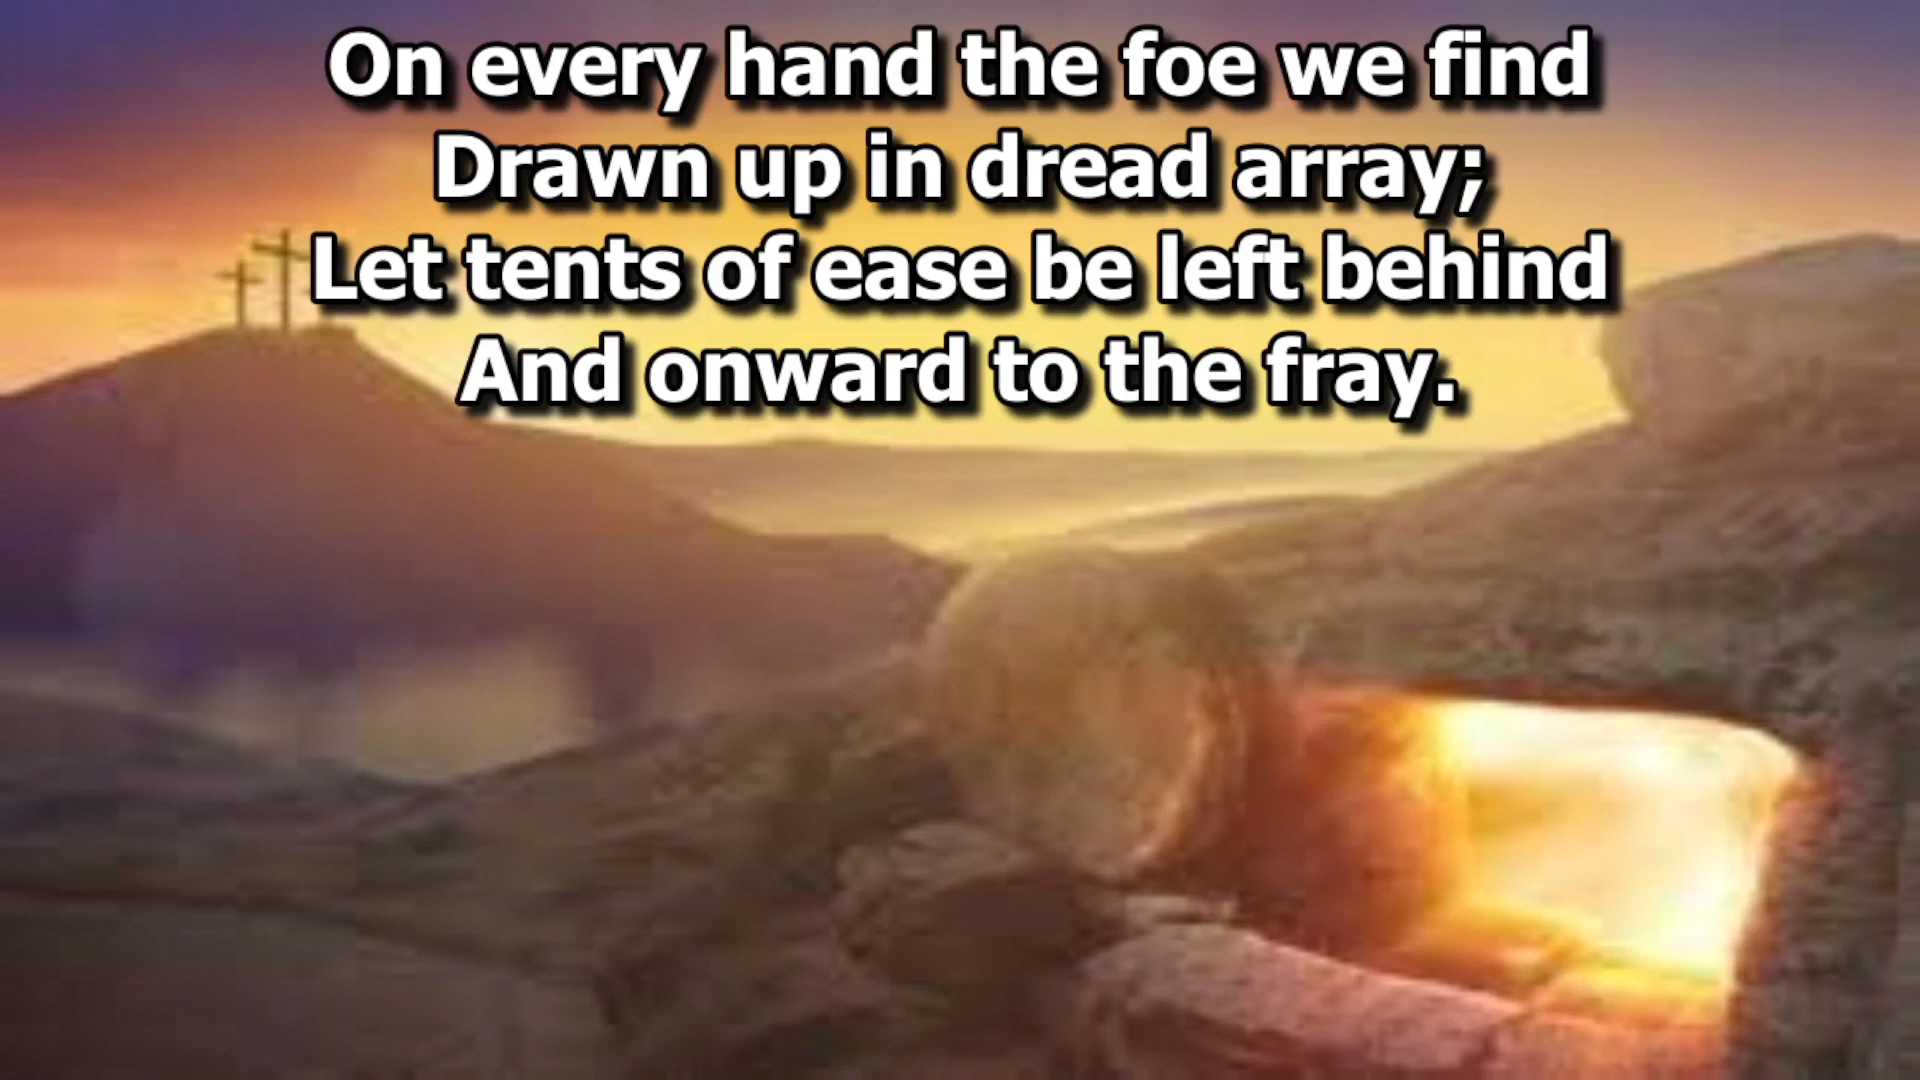 On every hand the foe we find
Drawn up in dread array;
Let tents of ease be left behind
And onward to the fray.